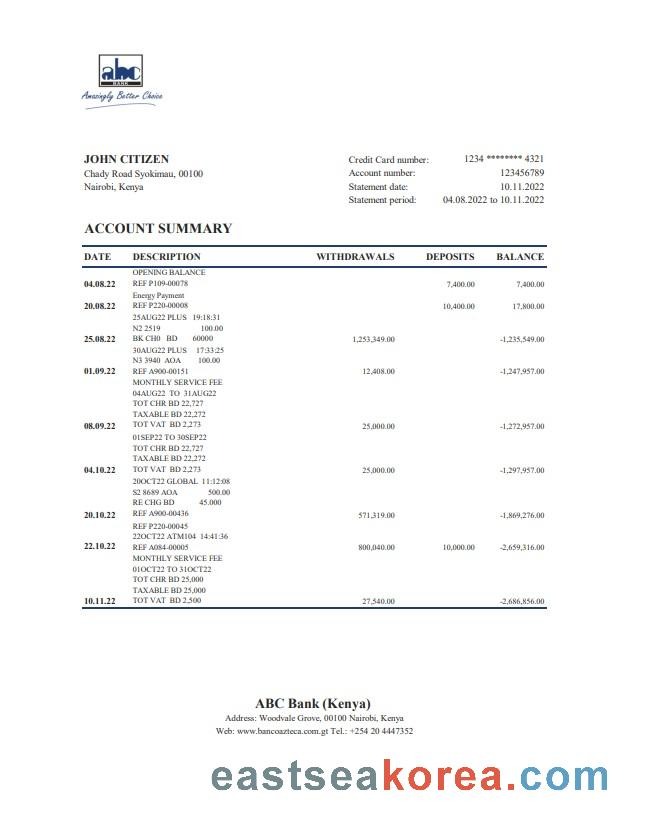 abc
BANK
Amazingly Better Choice
JOHN CITIZEN
Chady Road Syokimau, 00100
Nairobi, Kenya
Credit Card number: 1234 ******** 4321
Account number: 123456789
Statement date: 10.11.2022
Statement period: 04.08.2022 to 10.11.2022
ACCOUNT SUMMARY
DATE DESCRIPTION WITHDRAWALS DEPOSITS BALANCE
OPENING BALANCE
04.08.22 REF P109-00078 7,400.00 7,400.00
Energy Payment
20.08.22 REF P220-00008 10,400.00 17,800.00
25AUG22 PLUS 19:18:31
N2 2519 100.00
25.08.22 BK CH0 BD 60000 1,253,349.00 -1,235,549.00
30AUG22 PLUS 17:33:25
N3 3940 AOA 100.00
01.09.22 REF A900-00151 12,408.00 -1,247,957.00
MONTHLY SERVICE FEE
04AUG22 TO 31AUG22
TOT CHR BD 22,727
TAXABLE BD 22,272
08.09.22 TOT VAT BD 2,273 25,000.00 -1,272,957.00
01SEP22 TO 30SEP22
TOT CHR BD 22,727
TAXABLE BD 22,272
04.10.22 TOT VAT BD 2,273 25,000.00 -1,297,957.00
20OCT22 GLOBAL 11:12:08
S2 8689 AOA 500.00
RE CHG BD 45.000
20.10.22 REF A900-00436 571,319.00 -1,869,276.00
REF P220-00045
22OCT22 ATM104 14:41:36
22.10.22 REF A084-00005 800,040.00 10,000.00 -2,659,316.00
MONTHLY SERVICE FEE
01OCT22 TO 31OCT22
TOT CHR BD 25,000
TAXABLE BD 25,000
10.11.22 TOT VAT BD 2,500 27,540.00 -2,686,856.00
ABC Bank (Kenya)
Address: Woodvale Grove, 00100 Nairobi, Kenya
Web: www.bancoazteca.com.gt Tel.: +254 20 4447352
eastseakorea.com